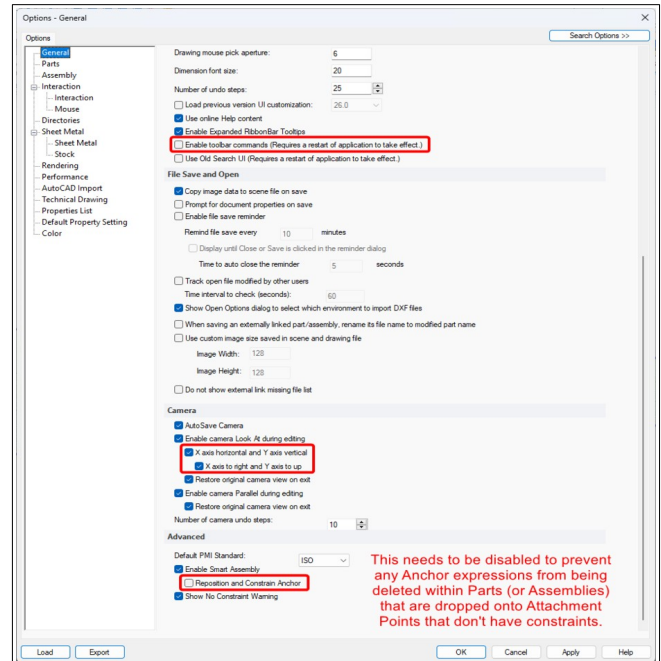 Options - General
Options
Search Options >>
General
Parts
Assembly
Interaction
Interaction
Mouse
Directories
Sheet Metal
Sheet Metal
Stock
Rendering
Performance
AutoCAD Import
Technical Drawing
Properties List
Default Property Setting
Color
Drawing mouse pick aperture: 6
Dimension font size: 20
Number of undo steps: 25
Load previous version UI customization: 26.0
Use online Help content
Enable Expanded RibbonBar Tooltips
Enable toolbar commands (Requires a restart of application to take effect.)
Use Old Search UI (Requires a restart of application to take effect.)
File Save and Open
Copy image data to scene file on save
Prompt for document properties on save
Enable file save reminder
Remind file save every 10 minutes
Display until Close or Save is clicked in the reminder dialog
Time to auto close the reminder 5 seconds
Track open file modified by other users
Time interval to check (seconds): 60
Show Open Options dialog to select which environment to import DXF files
When saving an externally linked part/assembly, rename its file name to modified part name
Use custom image size saved in scene and drawing file
Image Width: 128
Image Height: 128
Do not show external link missing file list
Camera
AutoSave Camera
Enable camera Look At during editing
X axis horizontal and Y axis vertical
X axis to right and Y axis to up
Restore original camera view on exit
Enable camera Parallel during editing
Restore original camera view on exit
Number of camera undo steps: 10
Advanced
Default PMI Standard: ISO
Enable Smart Assembly
Reposition and Constrain Anchor
Show No Constraint Warning
This needs to be disabled to prevent
any Anchor expressions from being
deleted within Parts (or Assemblies)
that are dropped onto Attachment
Points that don't have constraints.
Load Export OK Cancel Apply Help